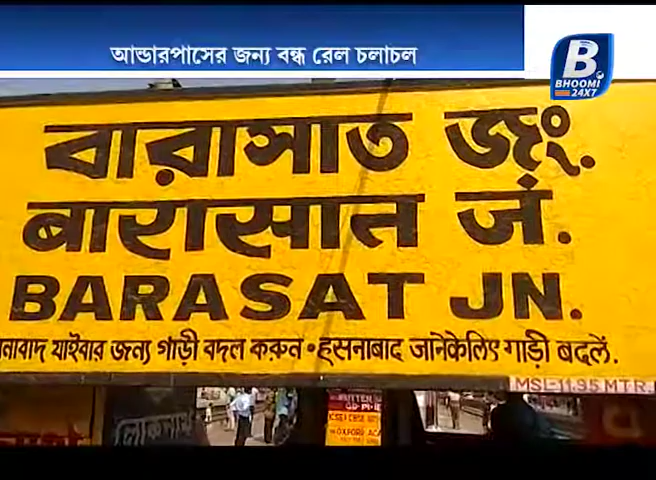 আন্ডারপাসের জন্য বন্ধ রেল চলাচল
B
BHOOMI
24X7
বারাসাত জং.
बारासात जं.
BARASAT JN.
যাইবার জন্য গাড়ী বদল করুন • हसनाबाद जानेकेलिए गाड़ी बदलें.
MSL-11.95 MTR.
লোকনাথ